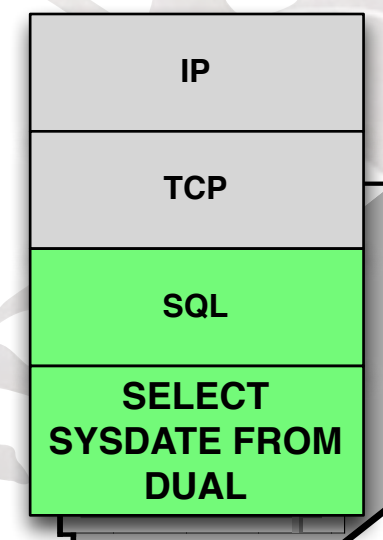 IP
TCP
SQL
SELECT
SYSDATE FROM
DUAL